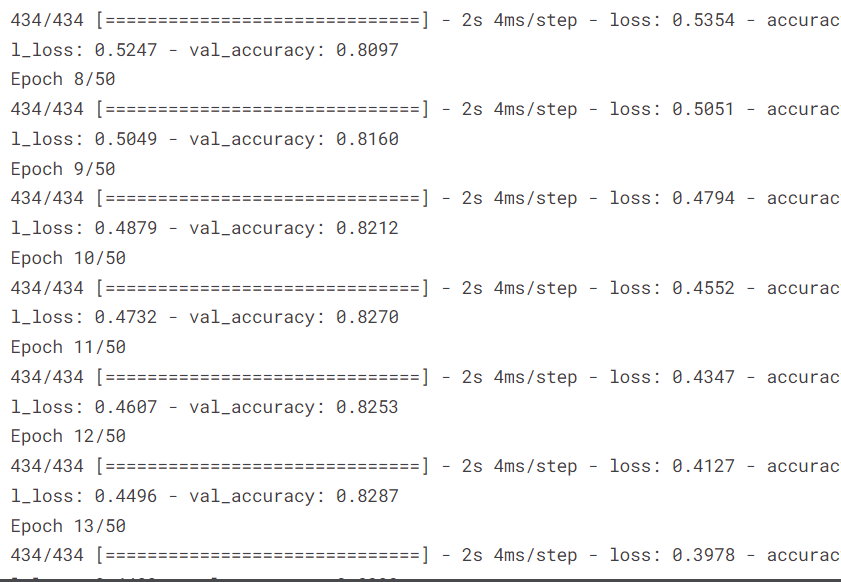 434/434 [==============================] - 2s 4ms/step - loss: 0.5354 - accurac
l_loss: 0.5247 - val_accuracy: 0.8097
Epoch 8/50
434/434 [==============================] - 2s 4ms/step - loss: 0.5051 - accurac
l_loss: 0.5049 - val_accuracy: 0.8160
Epoch 9/50
434/434 [==============================] - 2s 4ms/step - loss: 0.4794 - accurac
l_loss: 0.4879 - val_accuracy: 0.8212
Epoch 10/50
434/434 [==============================] - 2s 4ms/step - loss: 0.4552 - accurac
l_loss: 0.4732 - val_accuracy: 0.8270
Epoch 11/50
434/434 [==============================] - 2s 4ms/step - loss: 0.4347 - accurac
l_loss: 0.4607 - val_accuracy: 0.8253
Epoch 12/50
434/434 [==============================] - 2s 4ms/step - loss: 0.4127 - accurac
l_loss: 0.4496 - val_accuracy: 0.8287
Epoch 13/50
434/434 [==============================] - 2s 4ms/step - loss: 0.3978 - accurac